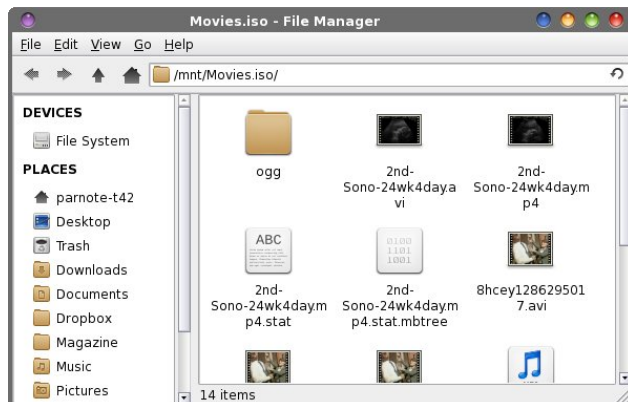 Movies.iso - File Manager
File Edit View Go Help
/mnt/Movies.iso/
DEVICES
File System
PLACES
parnote-t42
Desktop
Trash
Downloads
Documents
Dropbox
Magazine
Music
Pictures
ogg
2nd-
Sono-24wk4day.a
vi
2nd-
Sono-24wk4day.m
p4
ABC
2nd-
Sono-24wk4day.m
p4.stat
0100
1101
1001
2nd-
Sono-24wk4day.m
p4.stat.mbtree
8hcey128629501
7.avi
14 items